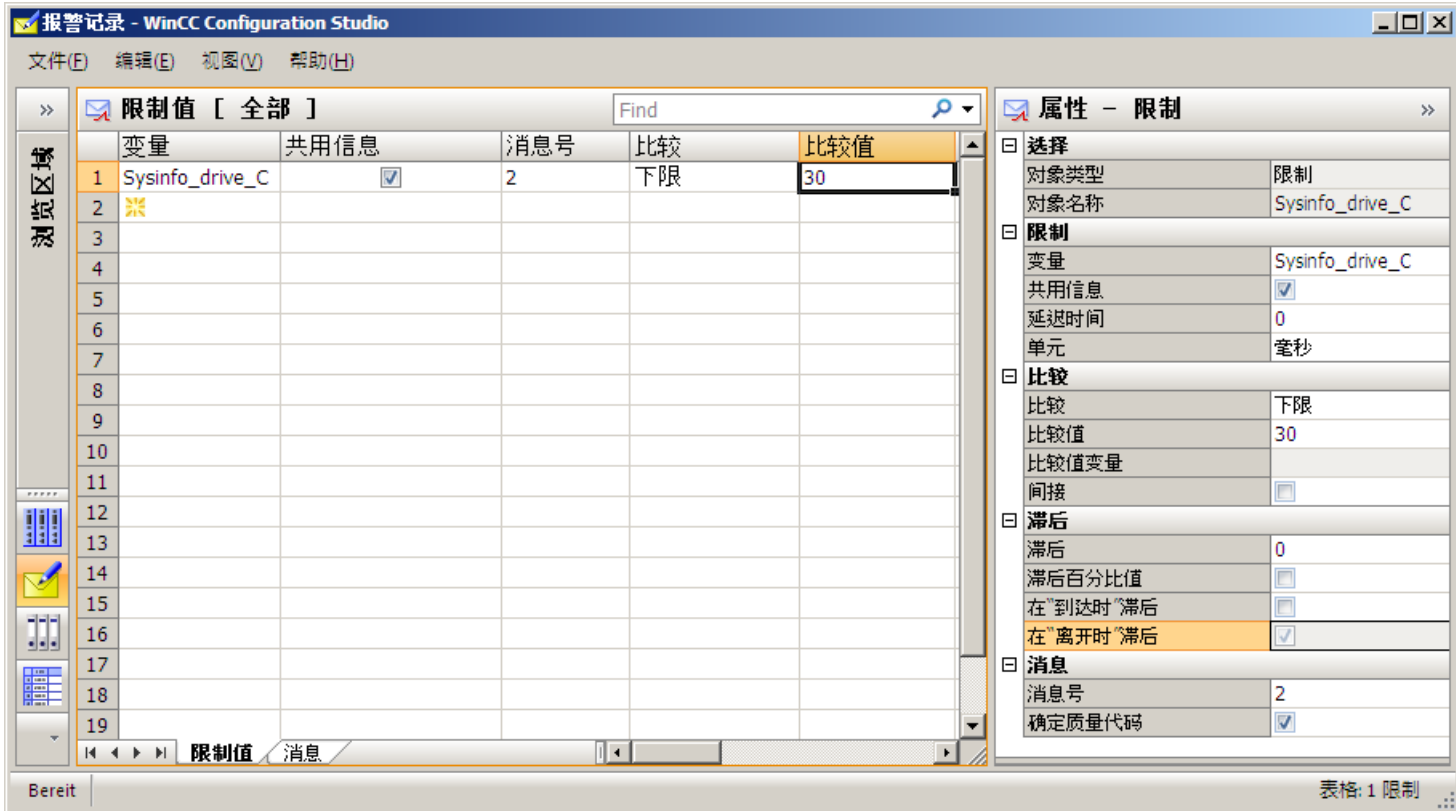 报警记录 - WinCC Configuration Studio
文件(F) 编辑(E) 视图(V) 帮助(H)
限制值 [ 全部 ] Find
变量 共用信息 消息号 比较 比较值
1 Sysinfo_drive_C 2 下限 30
2
3
4
5
6
7
8
9
10
11
12
13
14
15
16
17
18
19
限制值 消息
浏览区域
属性 - 限制
选择
对象类型 限制
对象名称 Sysinfo_drive_C
限制
变量 Sysinfo_drive_C
共用信息
延迟时间 0
单元 毫秒
比较
比较 下限
比较值 30
比较值变量
间接
滞后
滞后 0
滞后百分比值
在"到达时"滞后
在"离开时"滞后
消息
消息号 2
确定质量代码
Bereit 表格: 1 限制